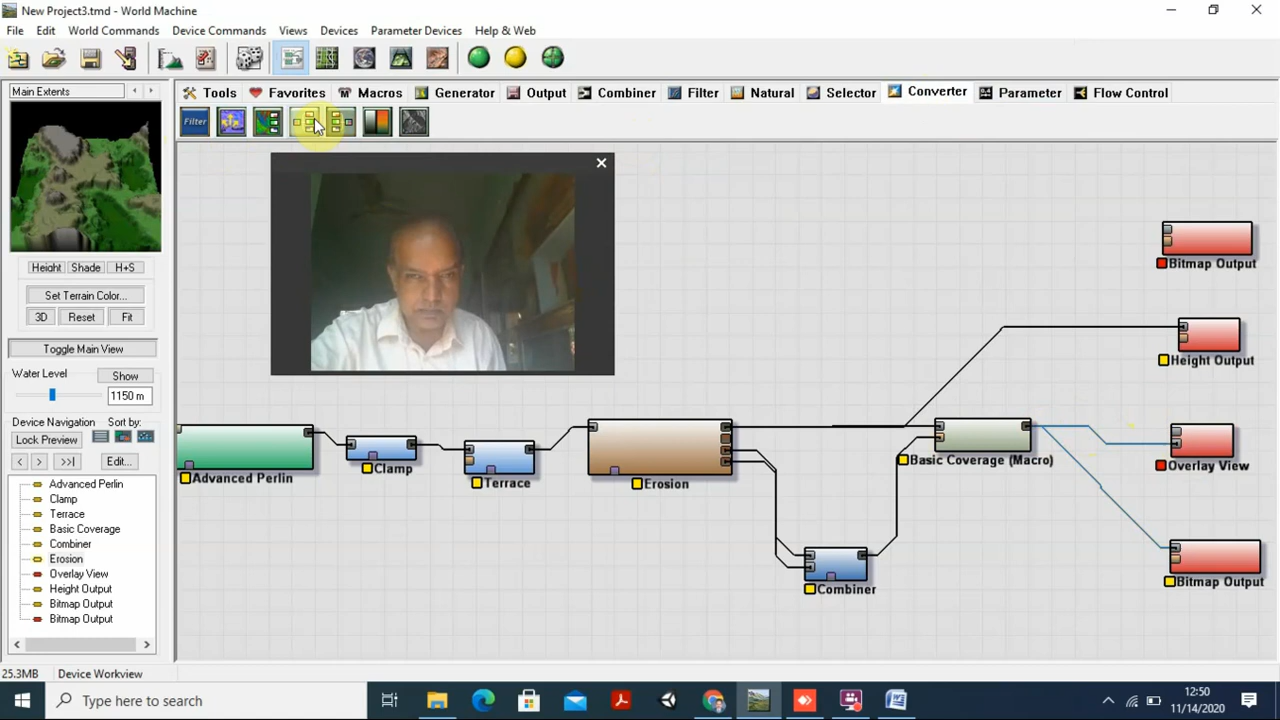 New Project3.tmd - World Machine
File Edit World Commands Device Commands Views Devices Parameter Devices Help & Web
Main Extents
Tools Favorites Macros Generator Output Combiner Filter Natural Selector Converter Parameter Flow Control
Filter
Height Shade H+S
Set Terrain Color...
3D Reset Fit
Toggle Main View
Water Level Show
1150 m
Device Navigation Sort by:
Lock Preview
< > >>| Edit...
Advanced Perlin
Clamp
Terrace
Basic Coverage
Combiner
Erosion
Overlay View
Height Output
Bitmap Output
Bitmap Output
Bitmap Output
Height Output
Advanced Perlin
Clamp
Terrace
Erosion
Basic Coverage (Macro)
Overlay View
Combiner
Bitmap Output
25.3MB Device Workview
Type here to search
12:50
11/14/2020